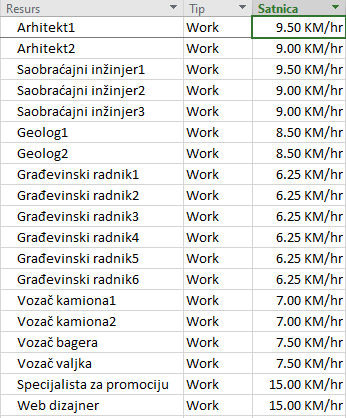 Resurs Tip Satnica
Arhitekt1 Work 9.50 KM/hr
Arhitekt2 Work 9.00 KM/hr
Saobraćajni inžinjer1 Work 9.50 KM/hr
Saobraćajni inžinjer2 Work 9.00 KM/hr
Saobraćajni inžinjer3 Work 9.00 KM/hr
Geolog1 Work 8.50 KM/hr
Geolog2 Work 8.50 KM/hr
Građevinski radnik1 Work 6.25 KM/hr
Građevinski radnik2 Work 6.25 KM/hr
Građevinski radnik3 Work 6.25 KM/hr
Građevinski radnik4 Work 6.25 KM/hr
Građevinski radnik5 Work 6.25 KM/hr
Građevinski radnik6 Work 6.25 KM/hr
Vozač kamiona1 Work 7.00 KM/hr
Vozač kamiona2 Work 7.00 KM/hr
Vozač bagera Work 7.50 KM/hr
Vozač valjka Work 7.50 KM/hr
Specijalista za promociju Work 15.00 KM/hr
Web dizajner Work 15.00 KM/hr